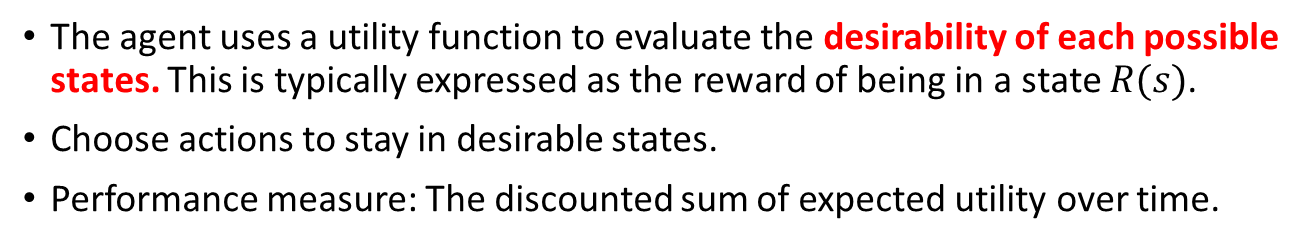 • The agent uses a utility function to evaluate the desirability of each possible
states. This is typically expressed as the reward of being in a state R(s).
• Choose actions to stay in desirable states.
• Performance measure: The discounted sum of expected utility over time.